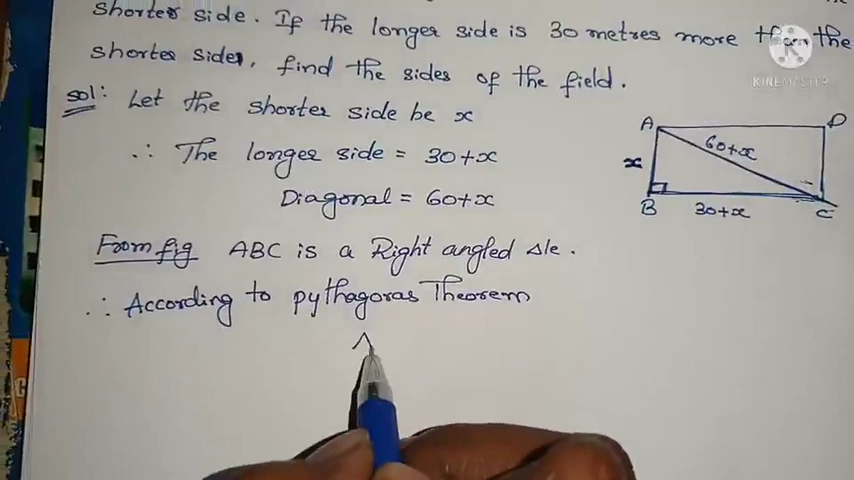 shorter side. If the longer side is 30 metres more than the
shorter side, find the sides of the field.
Sol: Let the shorter side be x
∴ The longer side = 30+x
Diagonal = 60+x
From fig ABC is a Right angled Δle.
∴ According to pythagoras Theorem
A
A D
60+x
x
B 30+x C
K
KINEMASTER